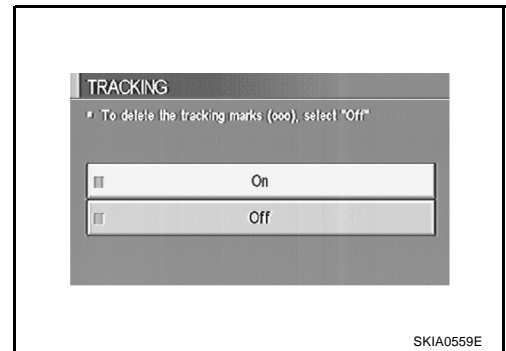 TRACKING
To delete the tracking marks (ooo), select "Off"
On
Off
SKIA0559E